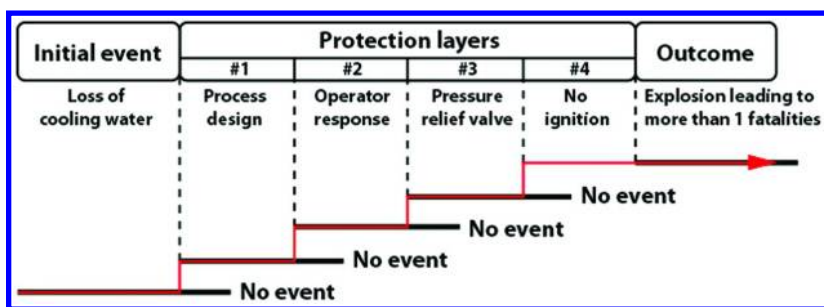 Initial event
Protection layers
Outcome
#1
#2
#3
#4
Loss of
cooling water
Process
design
Operator
response
Pressure
relief valve
No
ignition
Explosion leading to
more than 1 fatalities
No event
No event
No event
No event